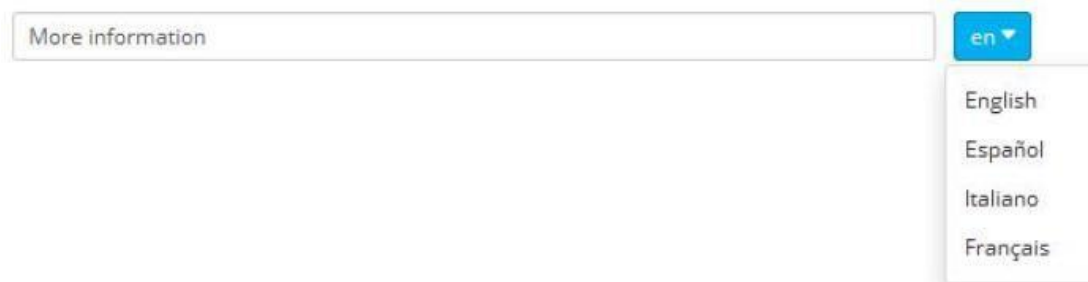 More information
en
English
Español
Italiano
Français